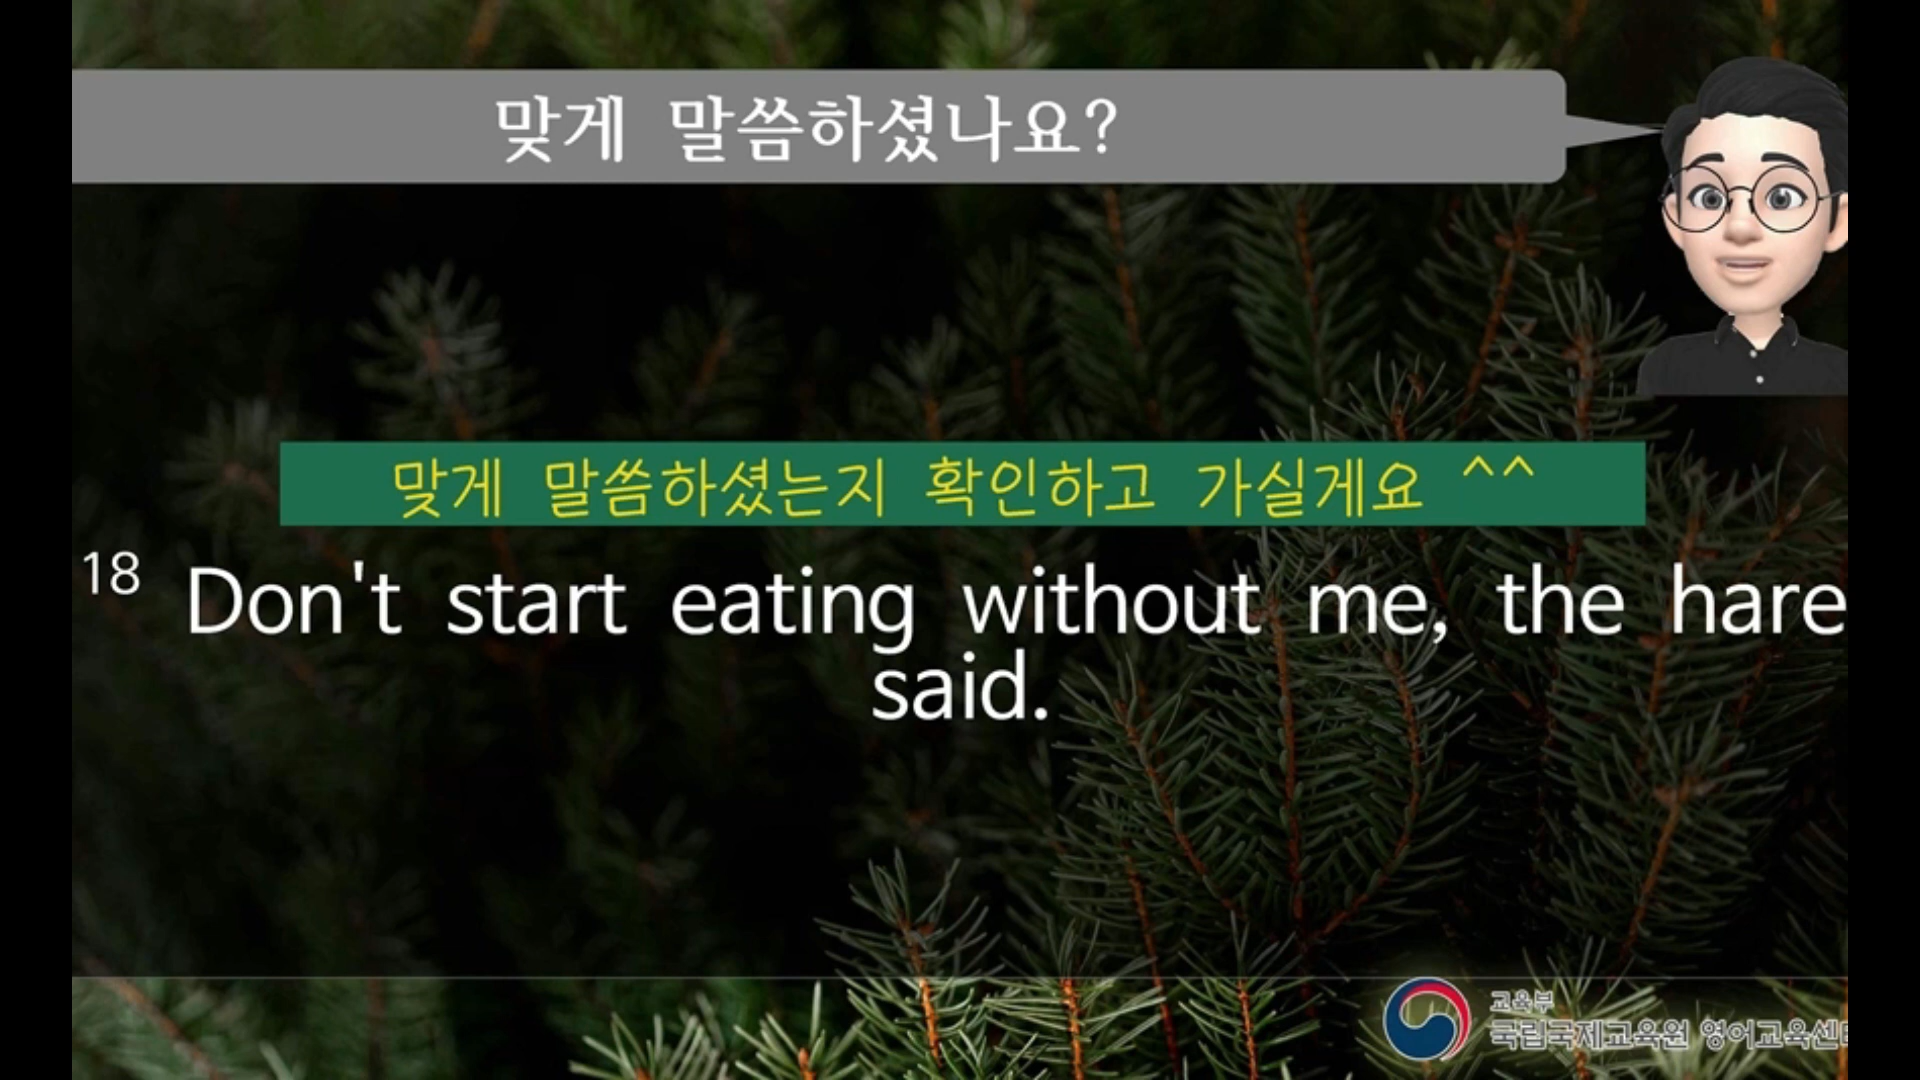 맞게 말씀하셨나요?
맞게 말씀하셨는지 확인하고 가실게요 ^^
18 Don't start eating without me, the hare
said.
교육부
국립국제교육원 영어교육센터